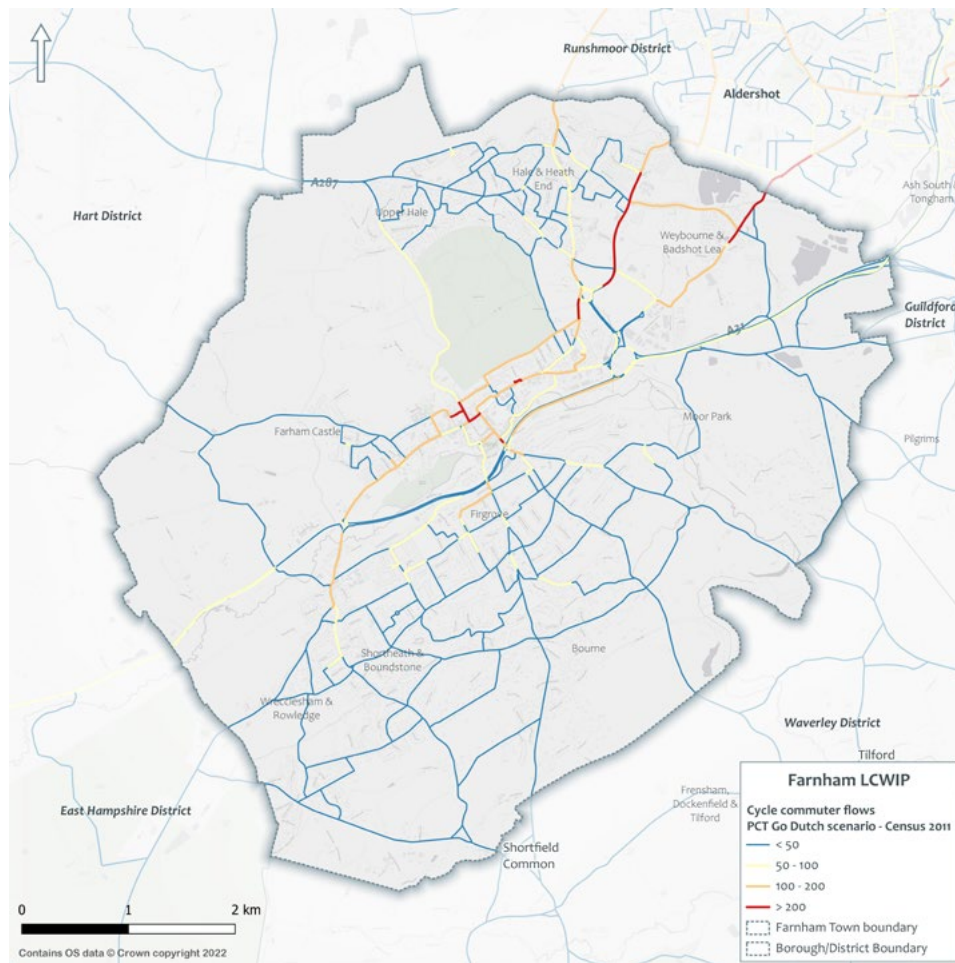 Runshmoor District
Aldershot
A287
Hale & Heath
End
Ash South &
Tongham
Hart District
Upper Hale
Weybourne &
Badshot Lea
Guildford
District
A31
Moor Park
Farham Castle
Pilgrims
Firgrove
Bourne
Shortheath &
Boundstone
Wrecclesham &
Rowledge
Waverley District
Tilford
East Hampshire District
Frensham,
Dockenfield &
Tilford
Shortfield
Common
Farnham LCWIP
Cycle commuter flows
PCT Go Dutch scenario - Census 2011
< 50
50 - 100
100 - 200
> 200
Farnham Town boundary
Borough/District Boundary
0 1 2 km
Contains OS data © Crown copyright 2022